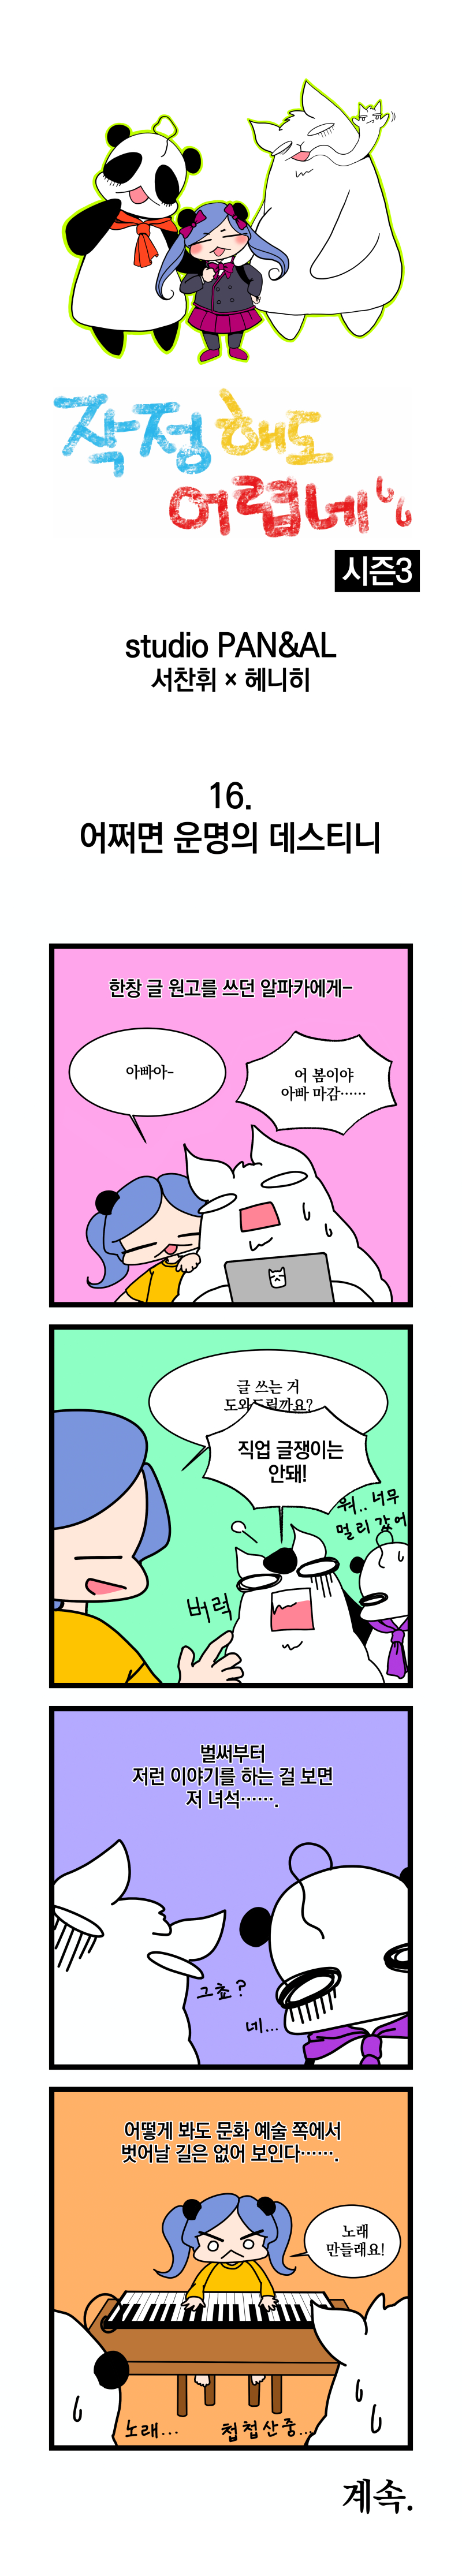 작정해도
어렵네
시즌3
studio PAN&AL
서찬휘 × 헤니히
16.
어쩌면 운명의 데스티니
한창 글 원고를 쓰던 알파카에게-
아빠아-
어 봄이야
아빠 마감……
글 쓰는 거
도와드릴까요?
직업 글쟁이는
안돼!
워.. 너무
멀리 갔어
버럭
벌써부터
저런 이야기를 하는 걸 보면
저 녀석…….
그쵸?
네...
어떻게 봐도 문화 예술 쪽에서
벗어날 길은 없어 보인다…….
노래
만들래요!
노래...
첩첩산중...
계속.